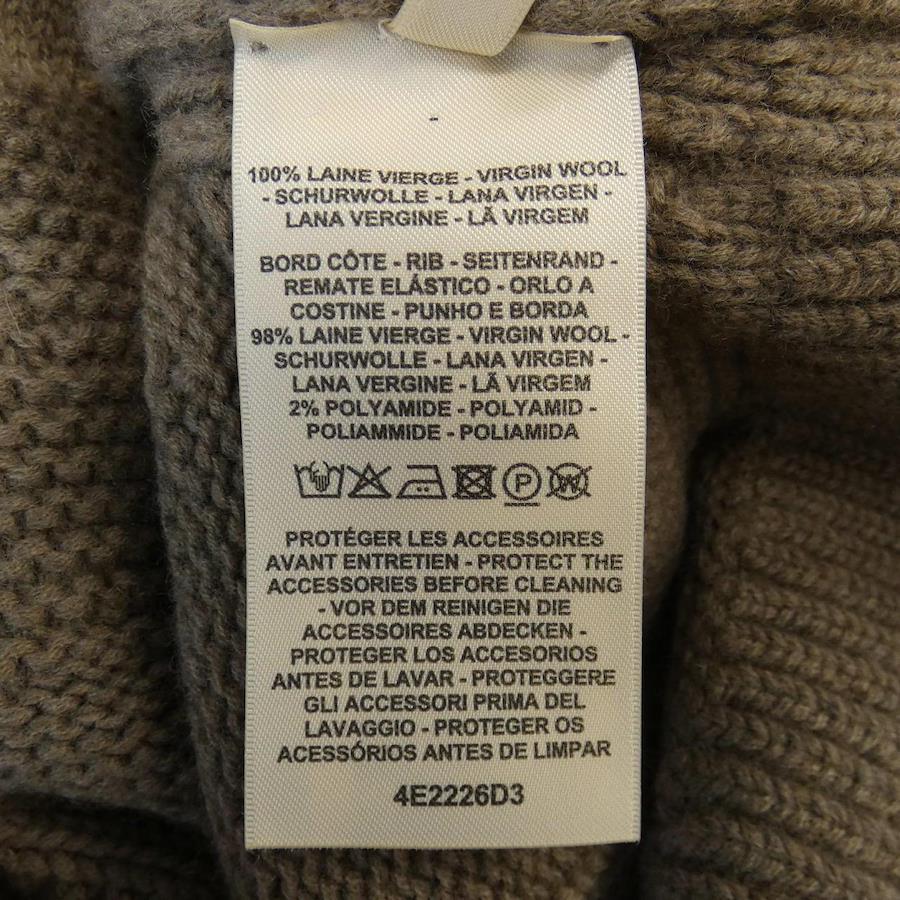 -
100% LAINE VIERGE - VIRGIN WOOL
- SCHURWOLLE - LANA VIRGEN -
LANA VERGINE - LÃ VIRGEM
BORD CÔTE - RIB - SEITENRAND -
REMATE ELÁSTICO - ORLO A
COSTINE - PUNHO E BORDA
98% LAINE VIERGE - VIRGIN WOOL -
SCHURWOLLE - LANA VIRGEN -
LANA VERGINE - LÃ VIRGEM
2% POLYAMIDE - POLYAMID -
POLIAMMIDE - POLIAMIDA
P W
PROTÉGER LES ACCESSOIRES
AVANT ENTRETIEN - PROTECT THE
ACCESSORIES BEFORE CLEANING
- VOR DEM REINIGEN DIE
ACCESSOIRES ABDECKEN -
PROTEGER LOS ACCESORIOS
ANTES DE LAVAR - PROTEGGERE
GLI ACCESSORI PRIMA DEL
LAVAGGIO - PROTEGER OS
ACESSÓRIOS ANTES DE LIMPAR
4E2226D3